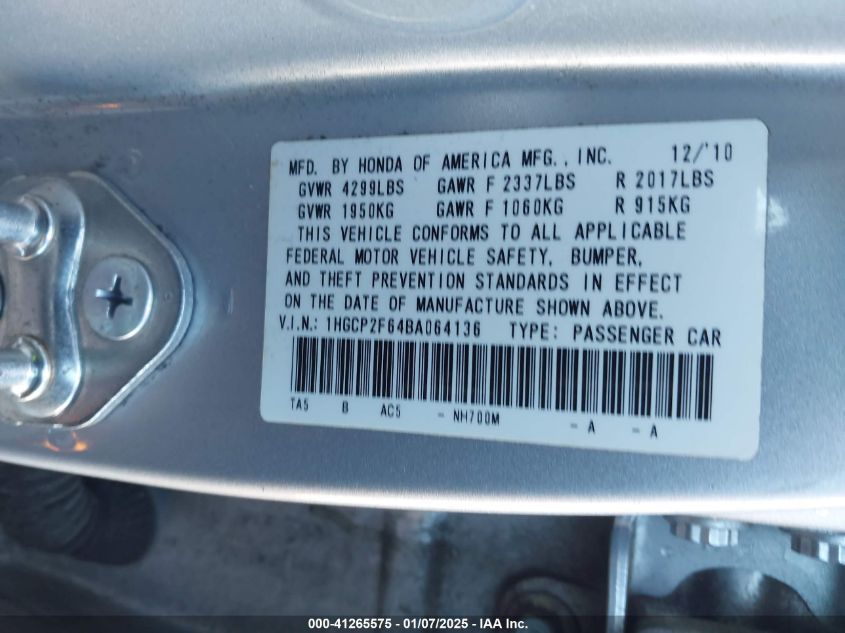 MFD. BY HONDA OF AMERICA MFG., INC. 12/'10
GVWR 4299LBS GAWR F 2337LBS R 2017LBS
GVWR 1950KG GAWR F 1060KG R 915KG
THIS VEHICLE CONFORMS TO ALL APPLICABLE
FEDERAL MOTOR VEHICLE SAFETY, BUMPER,
AND THEFT PREVENTION STANDARDS IN EFFECT
ON THE DATE OF MANUFACTURE SHOWN ABOVE.
V.I.N.: 1HGCP2F64BA064136 TYPE: PASSENGER CAR
TA5 B AC5 - NH700M - A - A
000-41265575 - 01/07/2025 - IAA Inc.